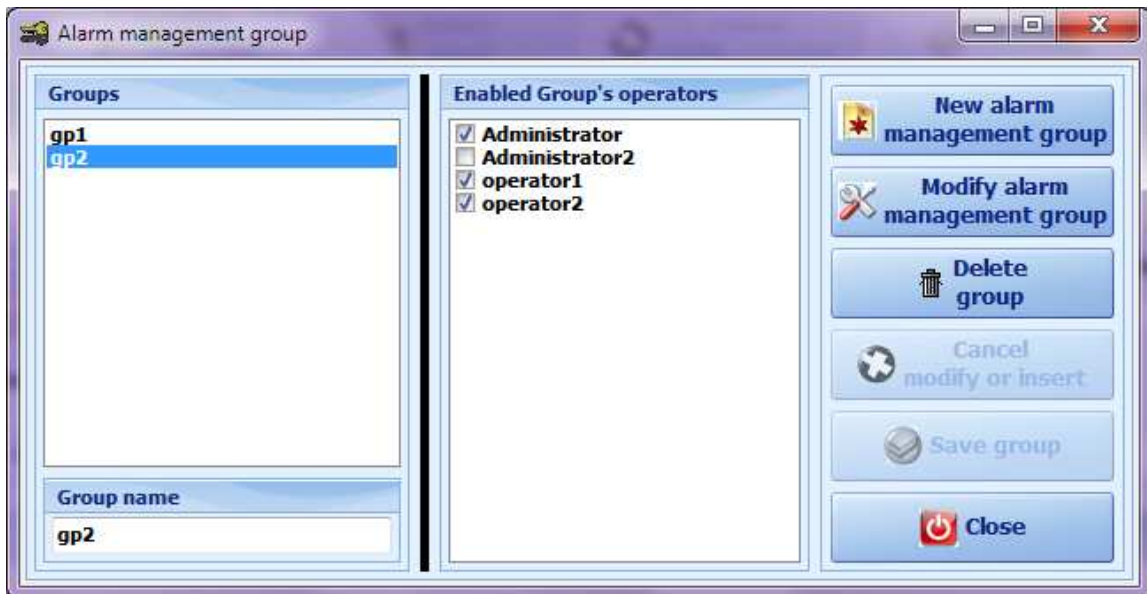 Alarm management group
Groups
gp1
gp2
Group name
gp2
Enabled Group's operators
Administrator
Administrator2
operator1
operator2
New alarm
management group
Modify alarm
management group
Delete
group
Cancel
modify or insert
Save group
Close